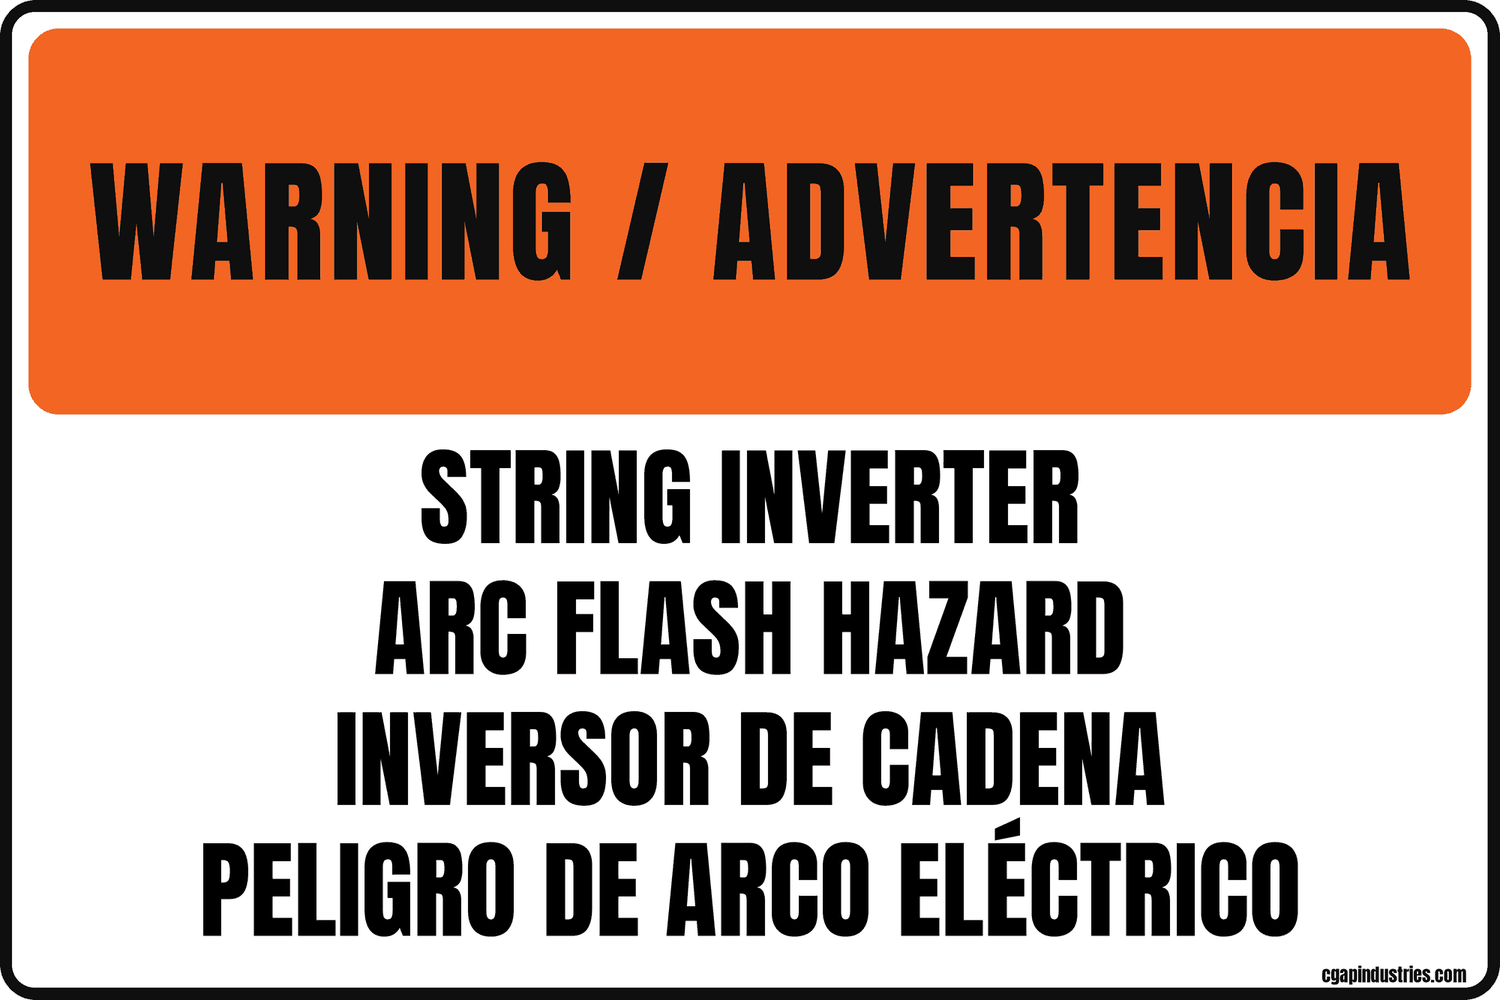 WARNING / ADVERTENCIA
STRING INVERTER
ARC FLASH HAZARD
INVERSOR DE CADENA
PELIGRO DE ARCO ELÉCTRICO
cgapindustries.com